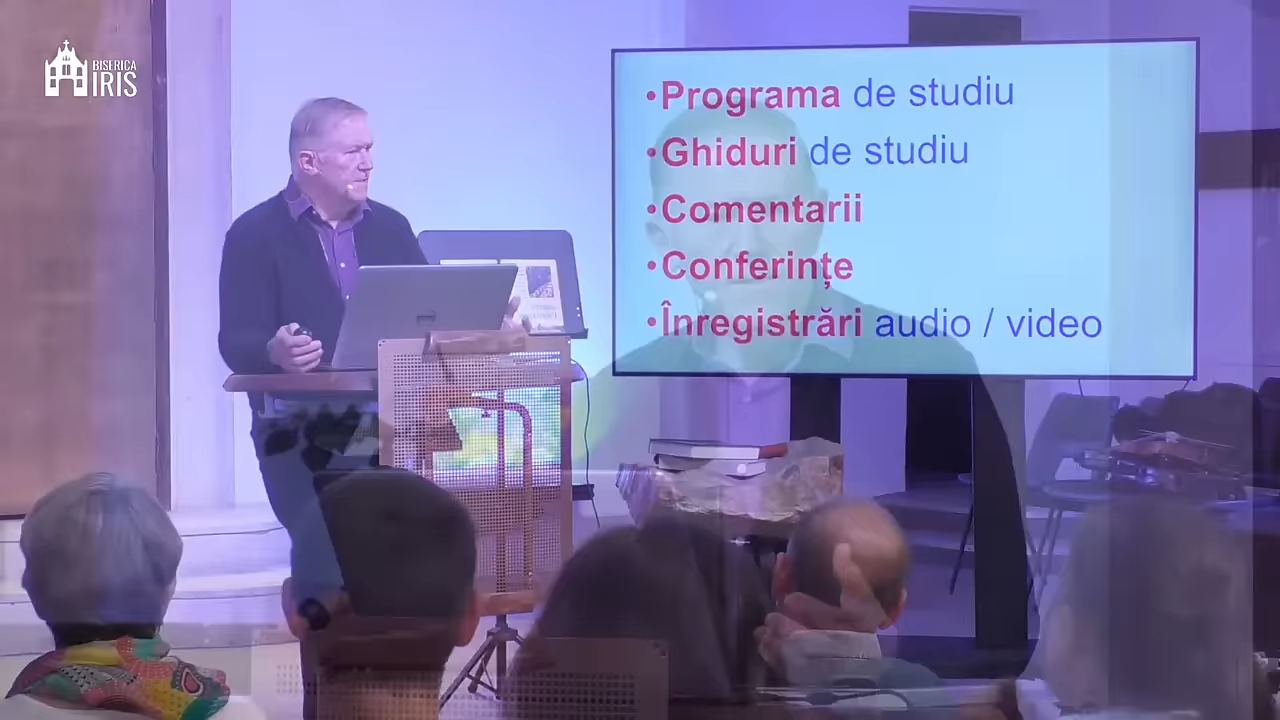 BISERICA
IRIS
•Programa de studiu
•Ghiduri de studiu
•Comentarii
•Conferințe
•Înregistrări audio / video